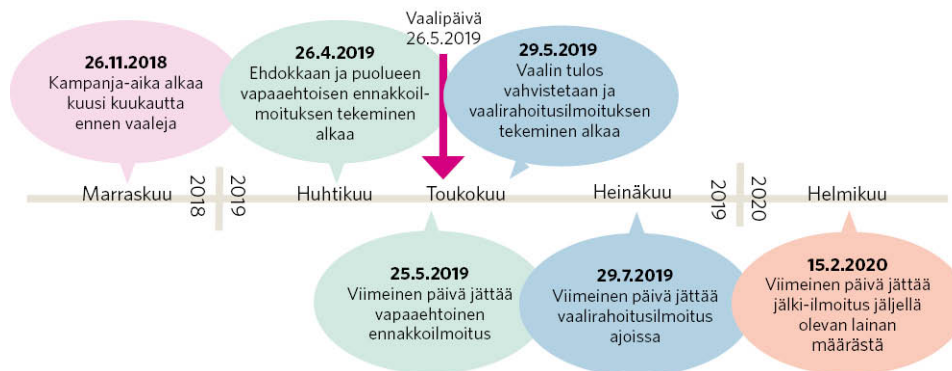 Vaalipäivä
26.5.2019
26.11.2018
Kampanja-aika alkaa
kuusi kuukautta
ennen vaaleja
26.4.2019
Ehdokkaan ja puolueen
vapaaehtoisen ennakkoil-
moituksen tekeminen
alkaa
29.5.2019
Vaalin tulos
vahvistetaan ja
vaalirahoitusilmoituksen
tekeminen alkaa
Marraskuu
2018
2019
Huhtikuu
Toukokuu
Heinäkuu
2019
2020
Helmikuu
25.5.2019
Viimeinen päivä jättää
vapaaehtoinen
ennakkoilmoitus
29.7.2019
Viimeinen päivä jättää
vaalirahoitusilmoitus
ajoissa
15.2.2020
Viimeinen päivä jättää
jälki-ilmoitus jäljellä
olevan lainan
määrästä